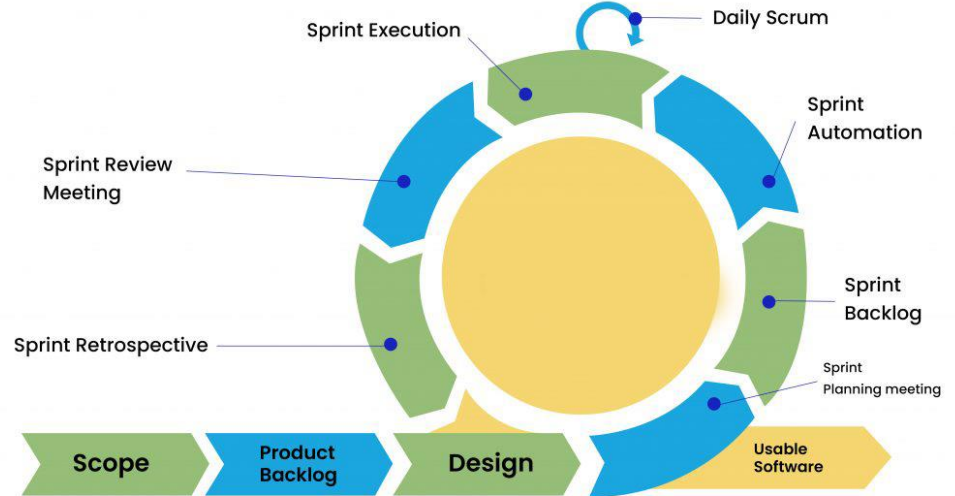 Daily Scrum
Sprint Execution
Sprint
Automation
Sprint Review
Meeting
Sprint
Backlog
Sprint Retrospective
Sprint
Planning meeting
Scope
Product
Backlog
Design
Usable
Software